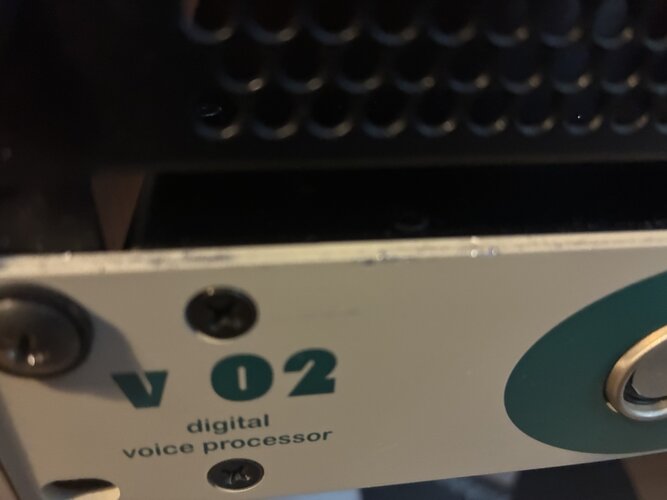 v 02
digital
voice processor